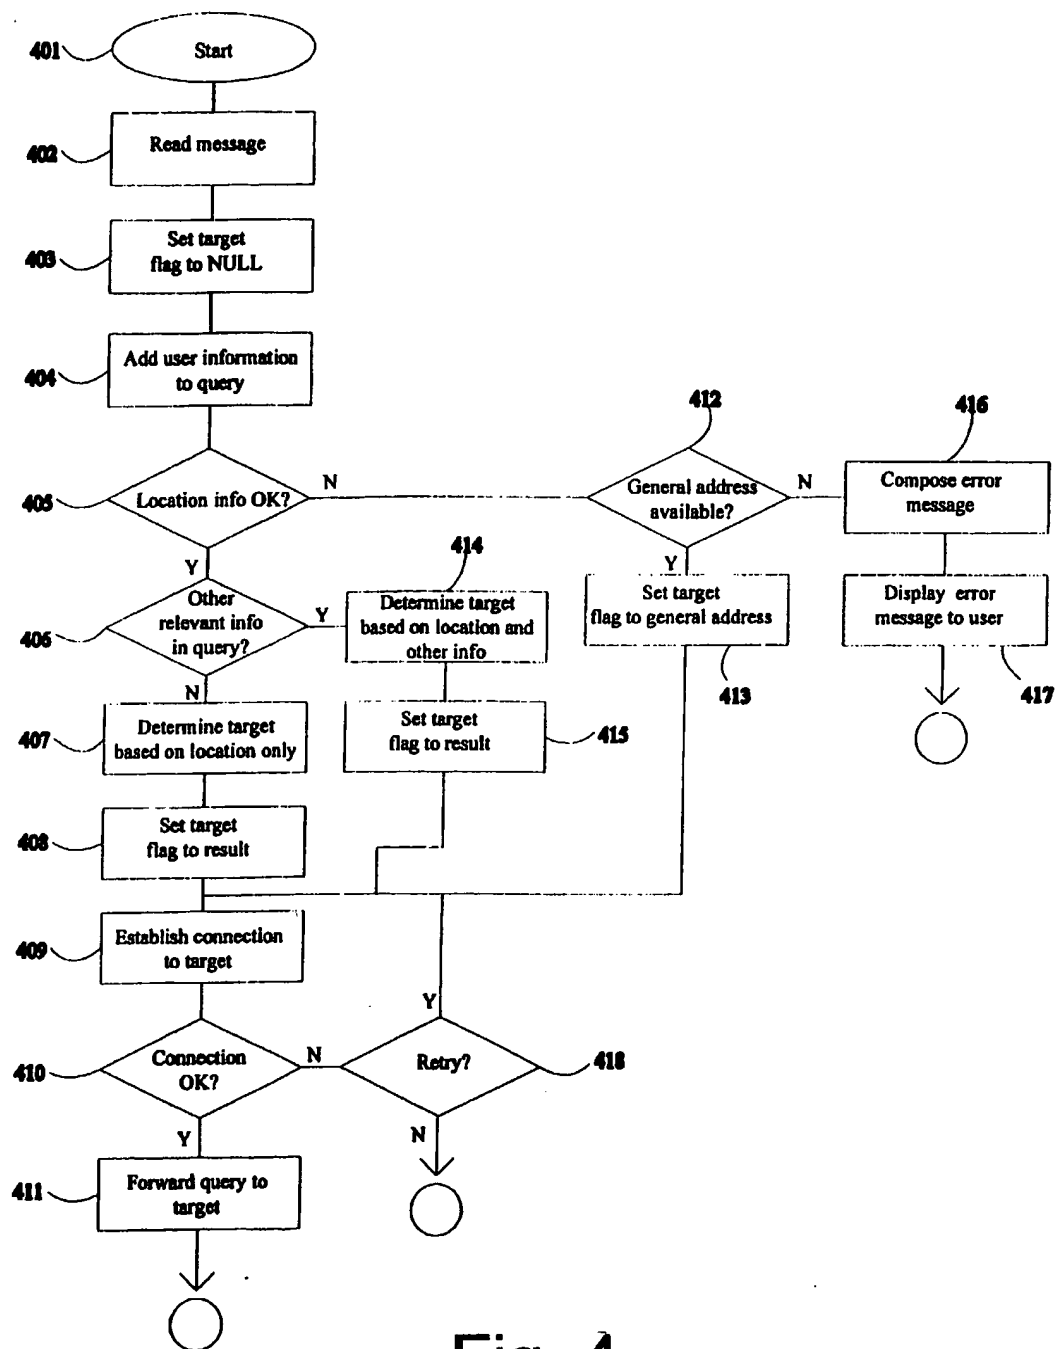 401
Start
402
Read message
403
Set target
flag to NULL
404
Add user information
to query
405
Location info OK?
N
412
General address
available?
N
416
Compose error
message
Y
406
Other
relevant info
in query?
Y
414
Determine target
based on location and
other info
Y
Set target
flag to general address
413
Display error
message to user
417
N
407
Determine target
based on location only
Set target
flag to result
415
408
Set target
flag to result
409
Establish connection
to target
Y
410
Connection
OK?
N
Retry?
418
Y
N
411
Forward query to
target
Fig. 4